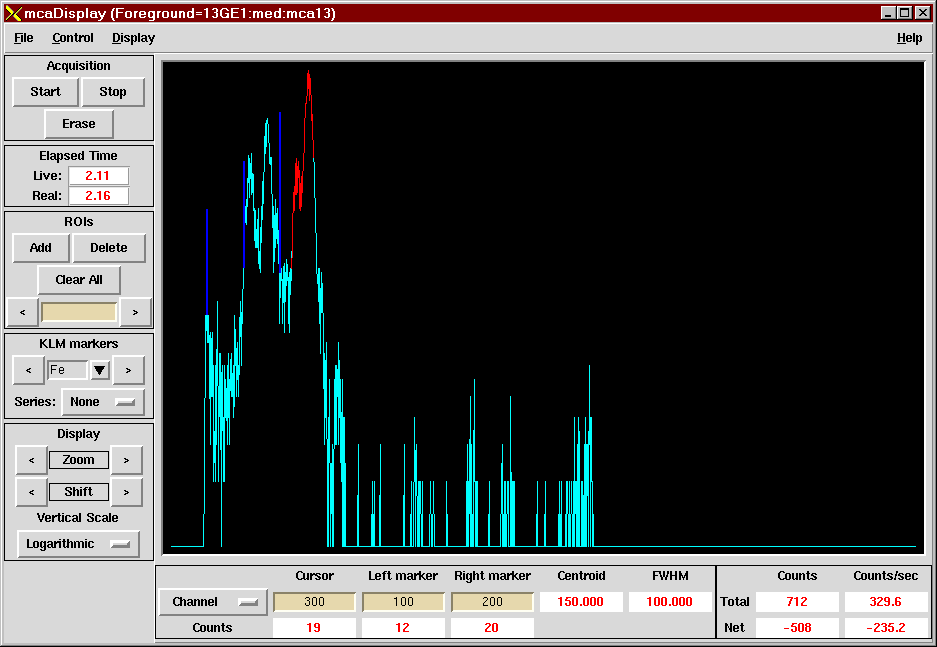 mcaDisplay (Foreground=13GE1:med:mca13)
File Control Display Help
Acquisition
Start Stop
Erase
Elapsed Time
Live: 2.11
Real: 2.16
ROIs
Add Delete
Clear All
< >
KLM markers
< Fe >
Series: None
Display
< Zoom >
< Shift >
Vertical Scale
Logarithmic
Cursor Left marker Right marker Centroid FWHM Counts Counts/sec
Channel 300 100 200 150.000 100.000 Total 712 329.6
Counts 19 12 20 Net -508 -235.2